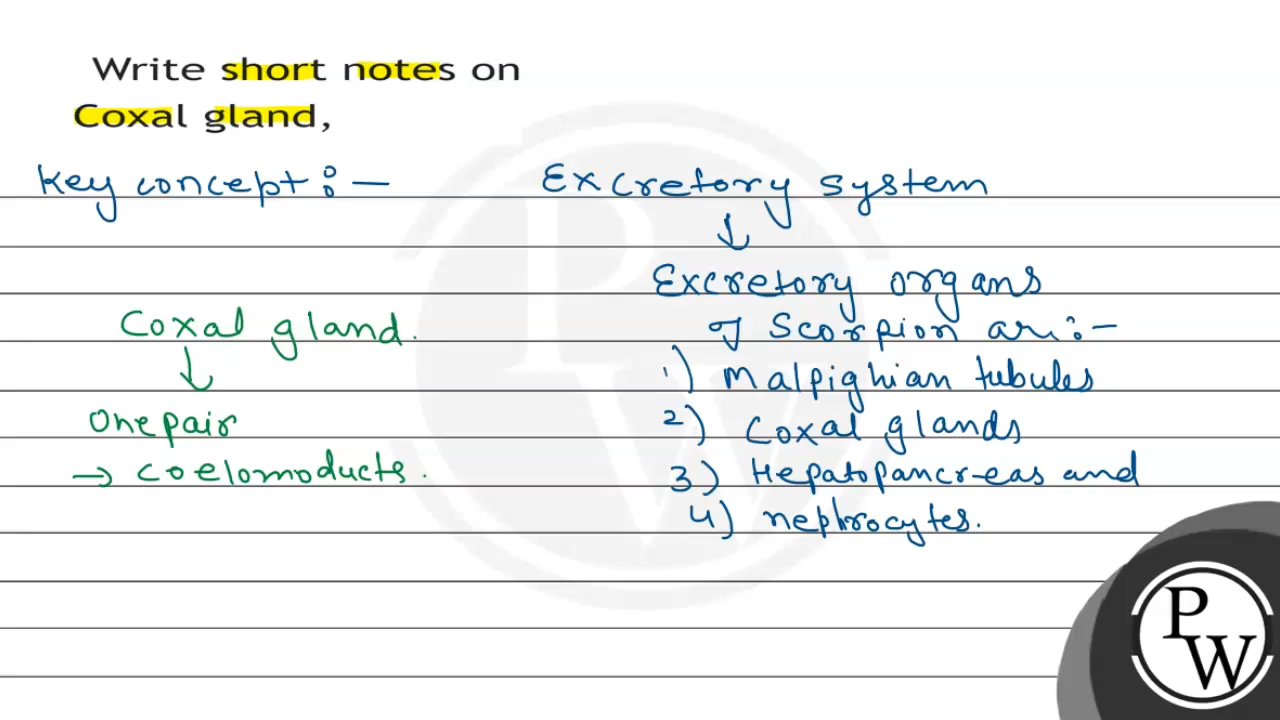 Write short notes on
Coxal gland,
Key concept :-
Excretory system
Excretory organs
of Scorpion are :-
1) Malpighian tubules
2) Coxal glands
3) Hepatopancreas and
4) nephrocytes.
Coxal gland.
One pair
→ coelomoducts.
PW